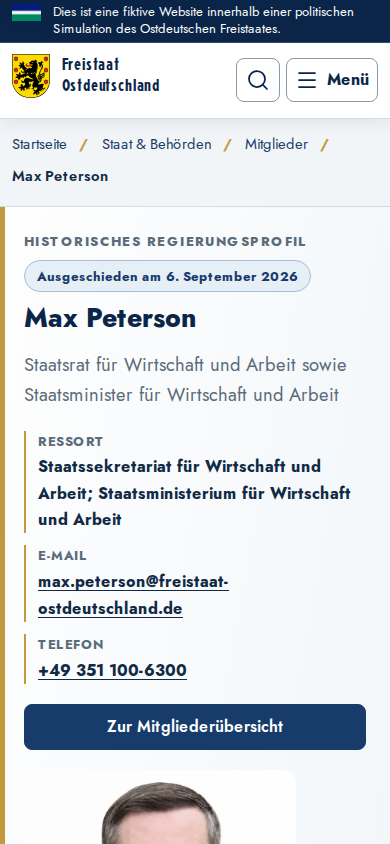 Dies ist eine fiktive Website innerhalb einer politischen
Simulation des Ostdeutschen Freistaates.
Freistaat
Ostdeutschland
Menü
Startseite / Staat & Behörden / Mitglieder /
Max Peterson
HISTORISCHES REGIERUNGSPROFIL
Ausgeschieden am 6. September 2026
Max Peterson
Staatsrat für Wirtschaft und Arbeit sowie
Staatsminister für Wirtschaft und Arbeit
RESSORT
Staatssekretariat für Wirtschaft und
Arbeit; Staatsministerium für Wirtschaft
und Arbeit
E-MAIL
max.peterson@freistaat-
ostdeutschland.de
TELEFON
+49 351 100-6300
Zur Mitgliederübersicht